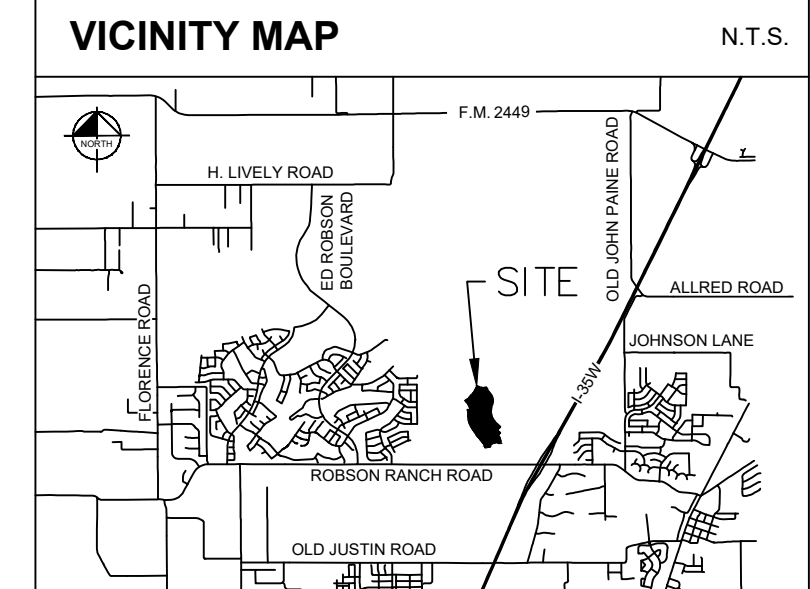 VICINITY MAP
N.T.S.
F.M. 2449
NORTH
H. LIVELY ROAD
ED ROBSON
BOULEVARD
OLD JOHN PAINE ROAD
SITE
ALLRED ROAD
FLORENCE ROAD
JOHNSON LANE
I-35W
ROBSON RANCH ROAD
OLD JUSTIN ROAD